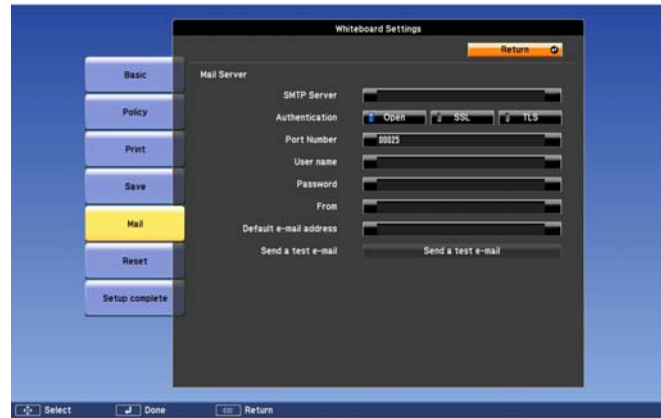 Whiteboard Settings
Return
Basic
Policy
Print
Save
Mail
Reset
Setup complete
Mail Server
SMTP Server
Authentication Open SSL TLS
Port Number 00025
User name
Password
From
Default e-mail address
Send a test e-mail Send a test e-mail
Select Done Return